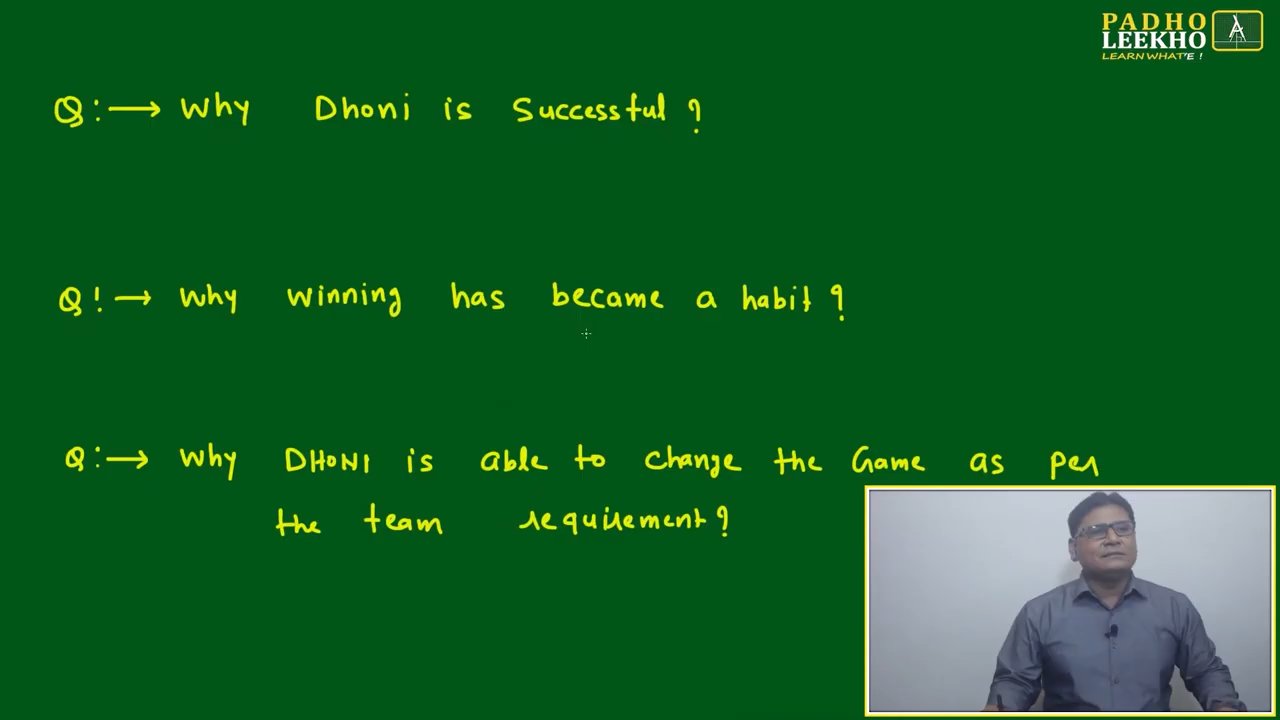 PADHO
LEEKHO
LEARN WHAT'E !
Q:→ Why Dhoni is Successful?
Q!→ Why winning has became a habit?
Q:→ Why DHONI is able to change the Game as per
the team requirement?